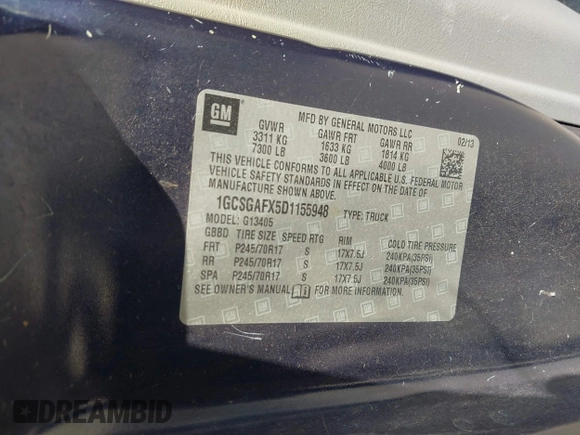 GM
MFD BY GENERAL MOTORS LLC
02/13
GVWR GAWR FRT GAWR RR
3311 KG 1633 KG 1814 KG
7300 LB 3600 LB 4000 LB
THIS VEHICLE CONFORMS TO ALL APPLICABLE U.S. FEDERAL MOTOR
VEHICLE SAFETY STANDARDS IN EFFECT ON THE DATE OF
MANUFACTURE SHOWN ABOVE.
1GCSGAFX5D1155948 TYPE: TRUCK
MODEL: G13405
GBBD TIRE SIZE SPEED RTG RIM COLD TIRE PRESSURE
FRT P245/70R17 S 17X7.5J 240KPA(35PSI)
RR P245/70R17 S 17X7.5J 240KPA(35PSI)
SPA P245/70R17 S 17X7.5J 240KPA(35PSI)
SEE OWNER'S MANUAL FOR MORE INFORMATION.
DREAMBID